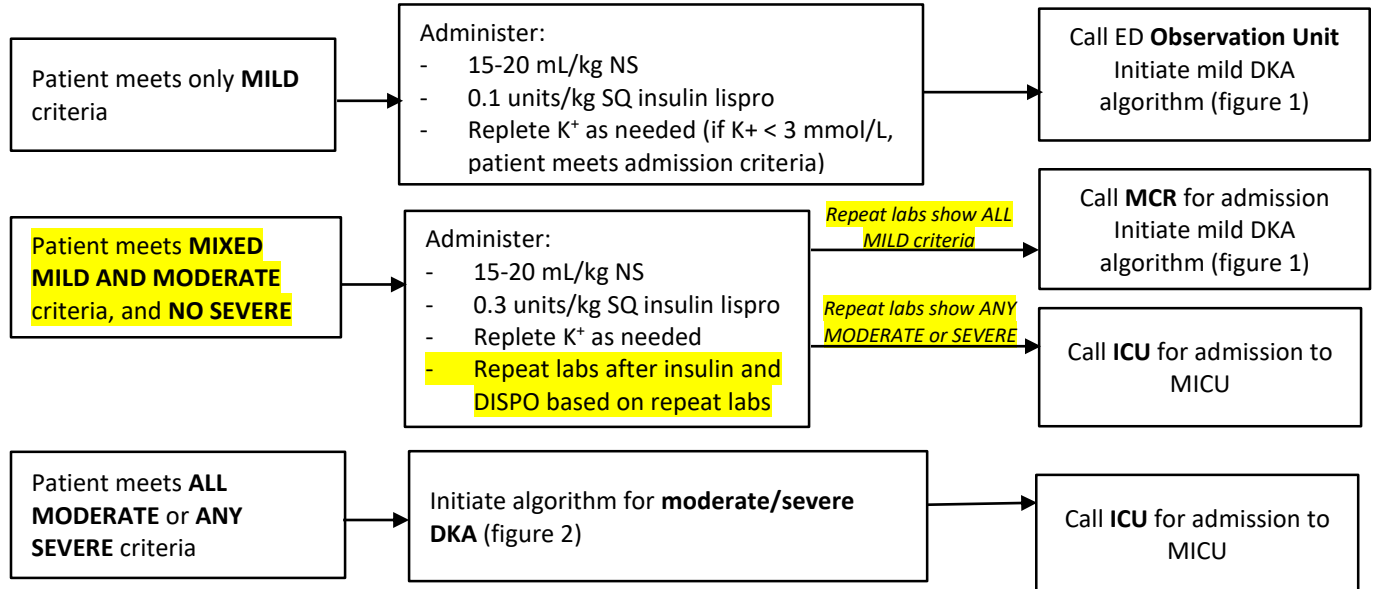 Patient meets only MILD
criteria
Administer:
- 15-20 mL/kg NS
- 0.1 units/kg SQ insulin lispro
- Replete K⁺ as needed (if K+ < 3 mmol/L,
patient meets admission criteria)
Call ED Observation Unit
Initiate mild DKA
algorithm (figure 1)
Patient meets MIXED
MILD AND MODERATE
criteria, and NO SEVERE
Administer:
- 15-20 mL/kg NS
- 0.3 units/kg SQ insulin lispro
- Replete K⁺ as needed
- Repeat labs after insulin and
DISPO based on repeat labs
Repeat labs show ALL
MILD criteria
Call MCR for admission
Initiate mild DKA
algorithm (figure 1)
Repeat labs show ANY
MODERATE or SEVERE
Call ICU for admission to
MICU
Patient meets ALL
MODERATE or ANY
SEVERE criteria
Initiate algorithm for moderate/severe
DKA (figure 2)
Call ICU for admission to
MICU